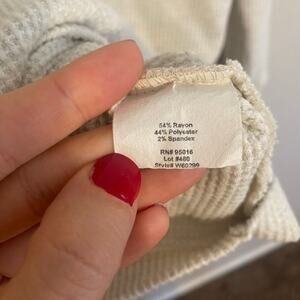 54% Rayon
44% Polyester
2% Spandex
RN# 95016
Lot #480
Style# W60299